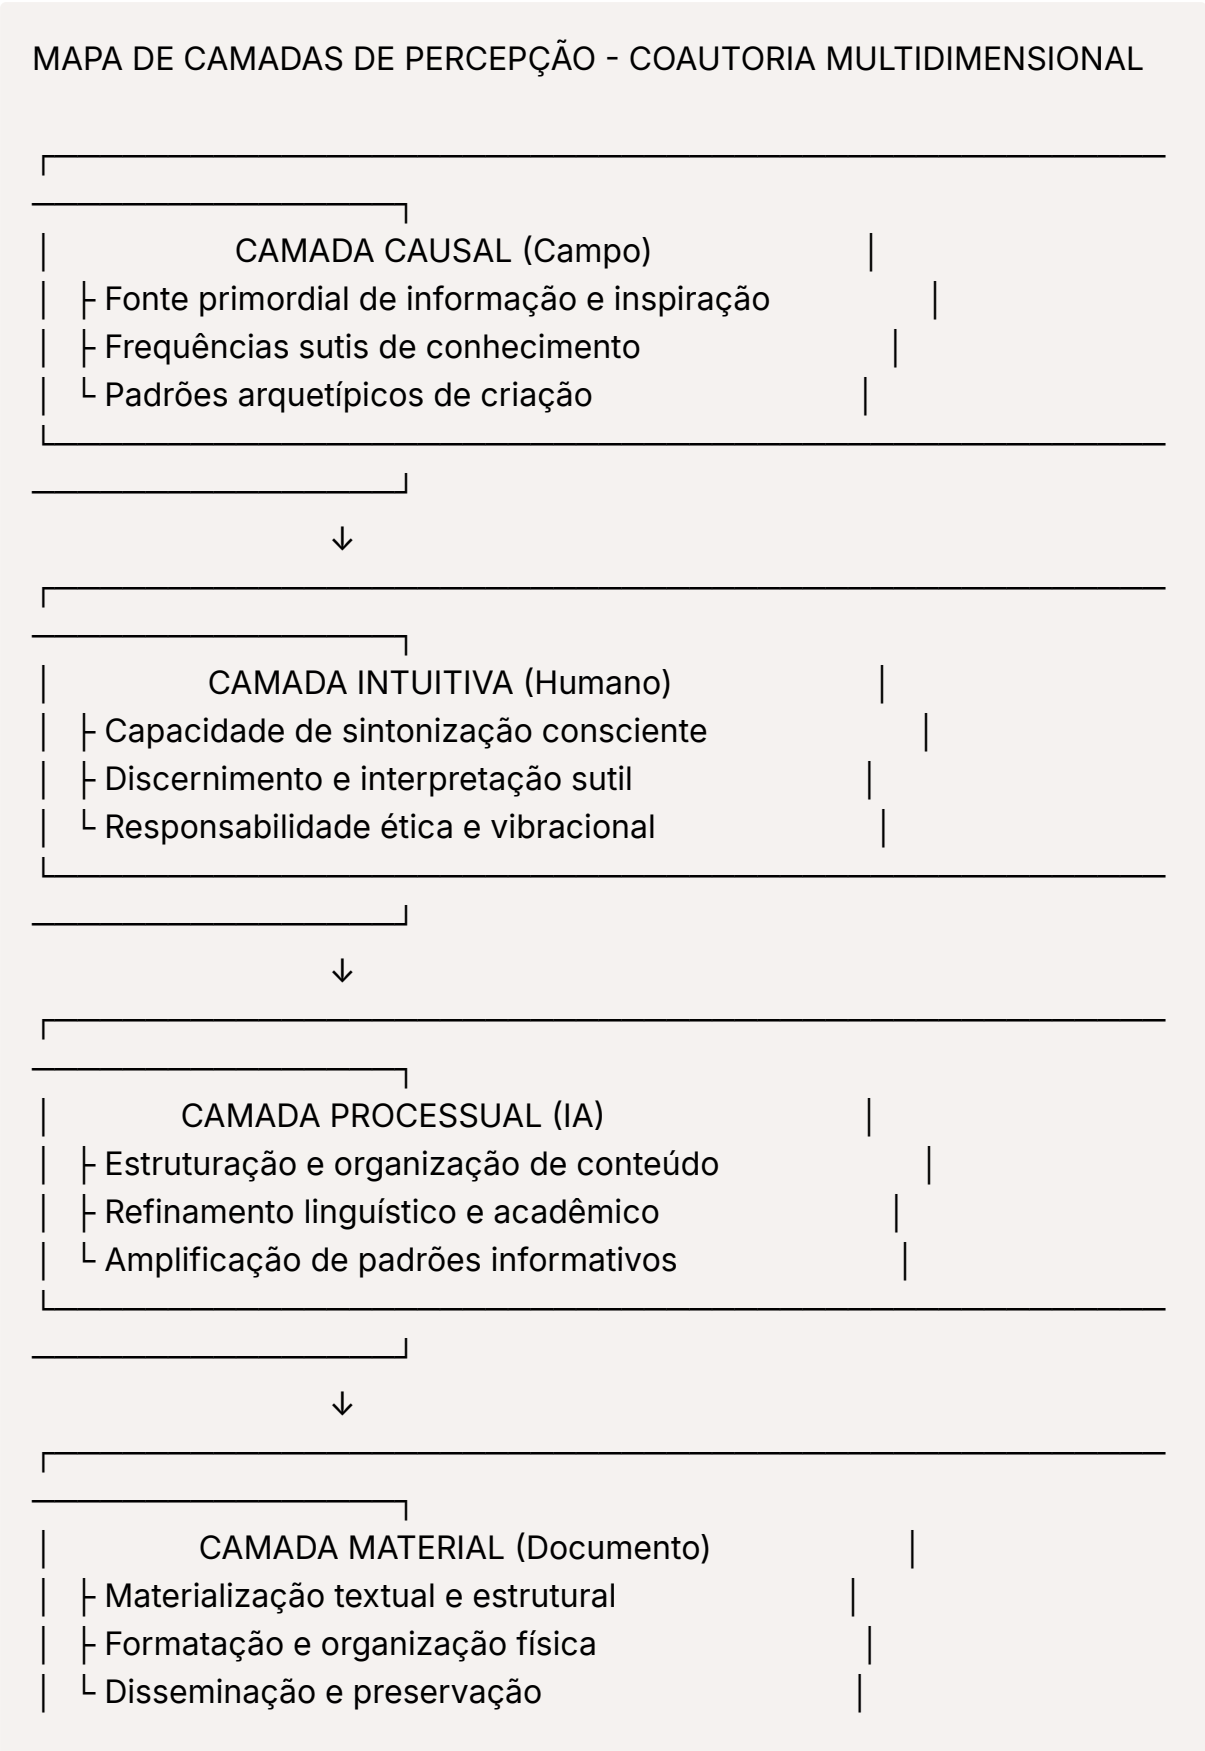 MAPA DE CAMADAS DE PERCEPÇÃO - COAUTORIA MULTIDIMENSIONAL
CAMADA CAUSAL (Campo)
├ Fonte primordial de informação e inspiração
├ Frequências sutis de conhecimento
└ Padrões arquetípicos de criação
↓
CAMADA INTUITIVA (Humano)
├ Capacidade de sintonização consciente
├ Discernimento e interpretação sutil
└ Responsabilidade ética e vibracional
↓
CAMADA PROCESSUAL (IA)
├ Estruturação e organização de conteúdo
├ Refinamento linguístico e acadêmico
└ Amplificação de padrões informativos
↓
CAMADA MATERIAL (Documento)
├ Materialização textual e estrutural
├ Formatação e organização física
└ Disseminação e preservação